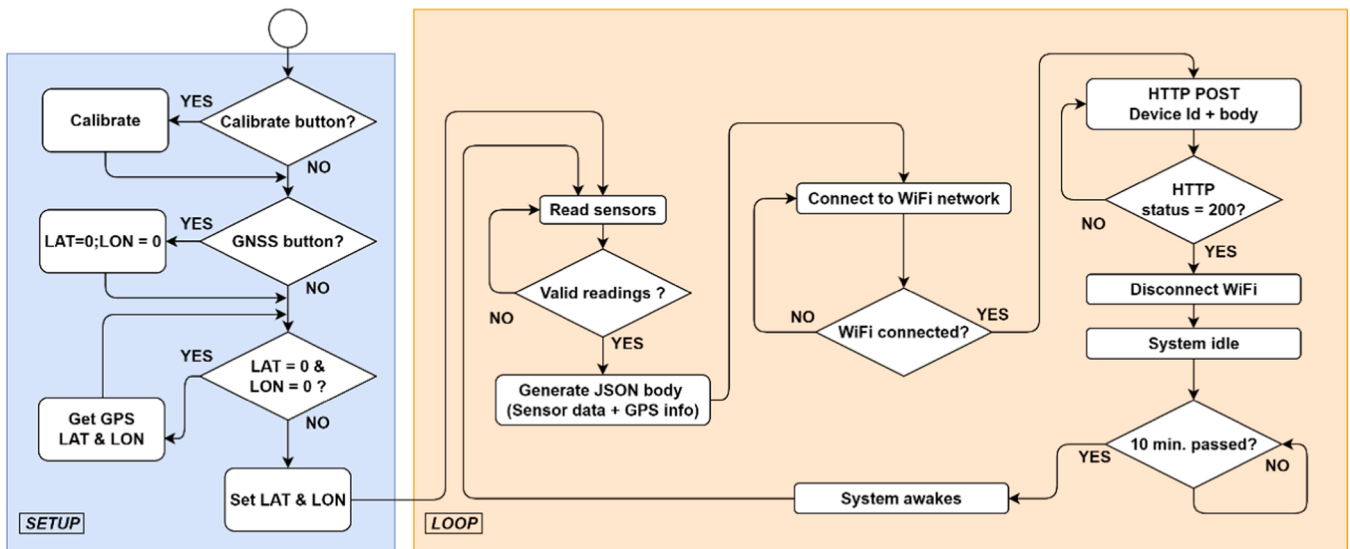 Calibrate button?
YES
Calibrate
NO
GNSS button?
YES
LAT=0;LON = 0
NO
LAT = 0 &
LON = 0 ?
YES
Get GPS
LAT & LON
NO
Set LAT & LON
SETUP
Read sensors
Valid readings ?
NO
YES
Generate JSON body
(Sensor data + GPS info)
Connect to WiFi network
WiFi connected?
NO
YES
HTTP POST
Device Id + body
HTTP
status = 200?
NO
YES
Disconnect WiFi
System idle
10 min. passed?
NO
YES
System awakes
LOOP